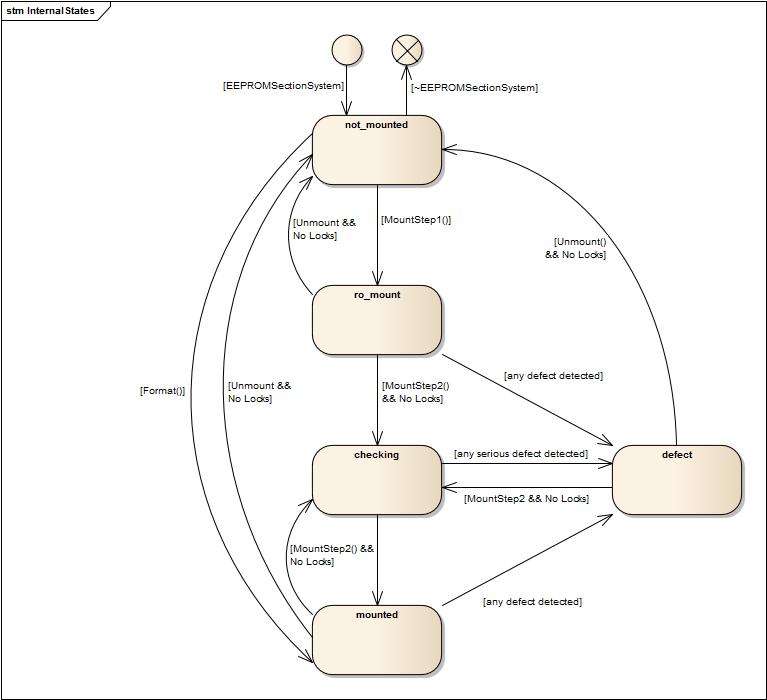 stm InternalStates
[EEPROMSectionSystem]
[~EEPROMSectionSystem]
not_mounted
[Unmount &&
No Locks]
[MountStep1()]
[Unmount()
&& No Locks]
ro_mount
[Format()]
[Unmount &&
No Locks]
[MountStep2()
&& No Locks]
[any defect detected]
checking
[any serious defect detected]
defect
[MountStep2 && No Locks]
[MountStep2() &&
No Locks]
[any defect detected]
mounted